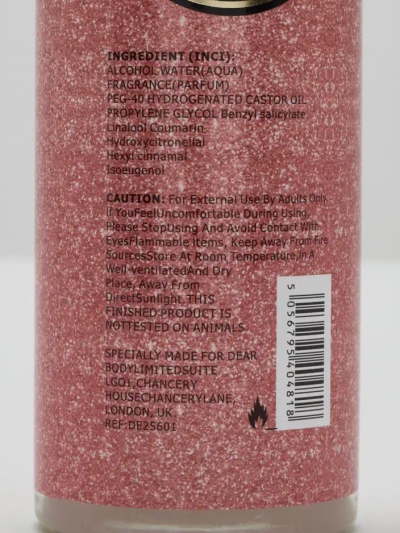 INGREDIENT (INCI):
ALCOHOL WATER(AQUA)
FRAGRANCE(PARFUM)
PEG-40 HYDROGENATED CASTOR OIL
PROPYLENE GLYCOL Benzyl salicylate
Linalool Coumarin
Hydroxycitronellal
Hexyl cinnamal
Isoeugenol
CAUTION: For External Use By Adults Only.
If YouFeelUncomfortable During Using,
Please StopUsing And Avoid Contact With
EyesFlammable items, Keep Away From Fire
SourcesStore At Room Temperature,in A
Well-ventilatedAnd Dry
Place, Away From
DirectSunlight,THIS
FINISHED PRODUCT IS
NOTTESTED ON ANIMALS
SPECIALLY MADE FOR DEAR
BODYLIMITEDSUITE
LG01,CHANCERY
HOUSECHANCERYLANE,
LONDON, UK
REF:DE25601
5 056795 404818